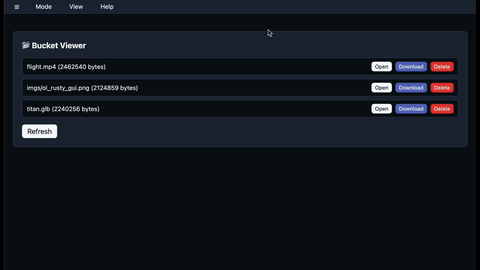 ≡ Mode View Help
Bucket Viewer
flight.mp4 (2462540 bytes) Open Download Delete
imgs/ol_rusty_gui.png (2124859 bytes) Open Download Delete
titan.glb (2240256 bytes) Open Download Delete
Refresh